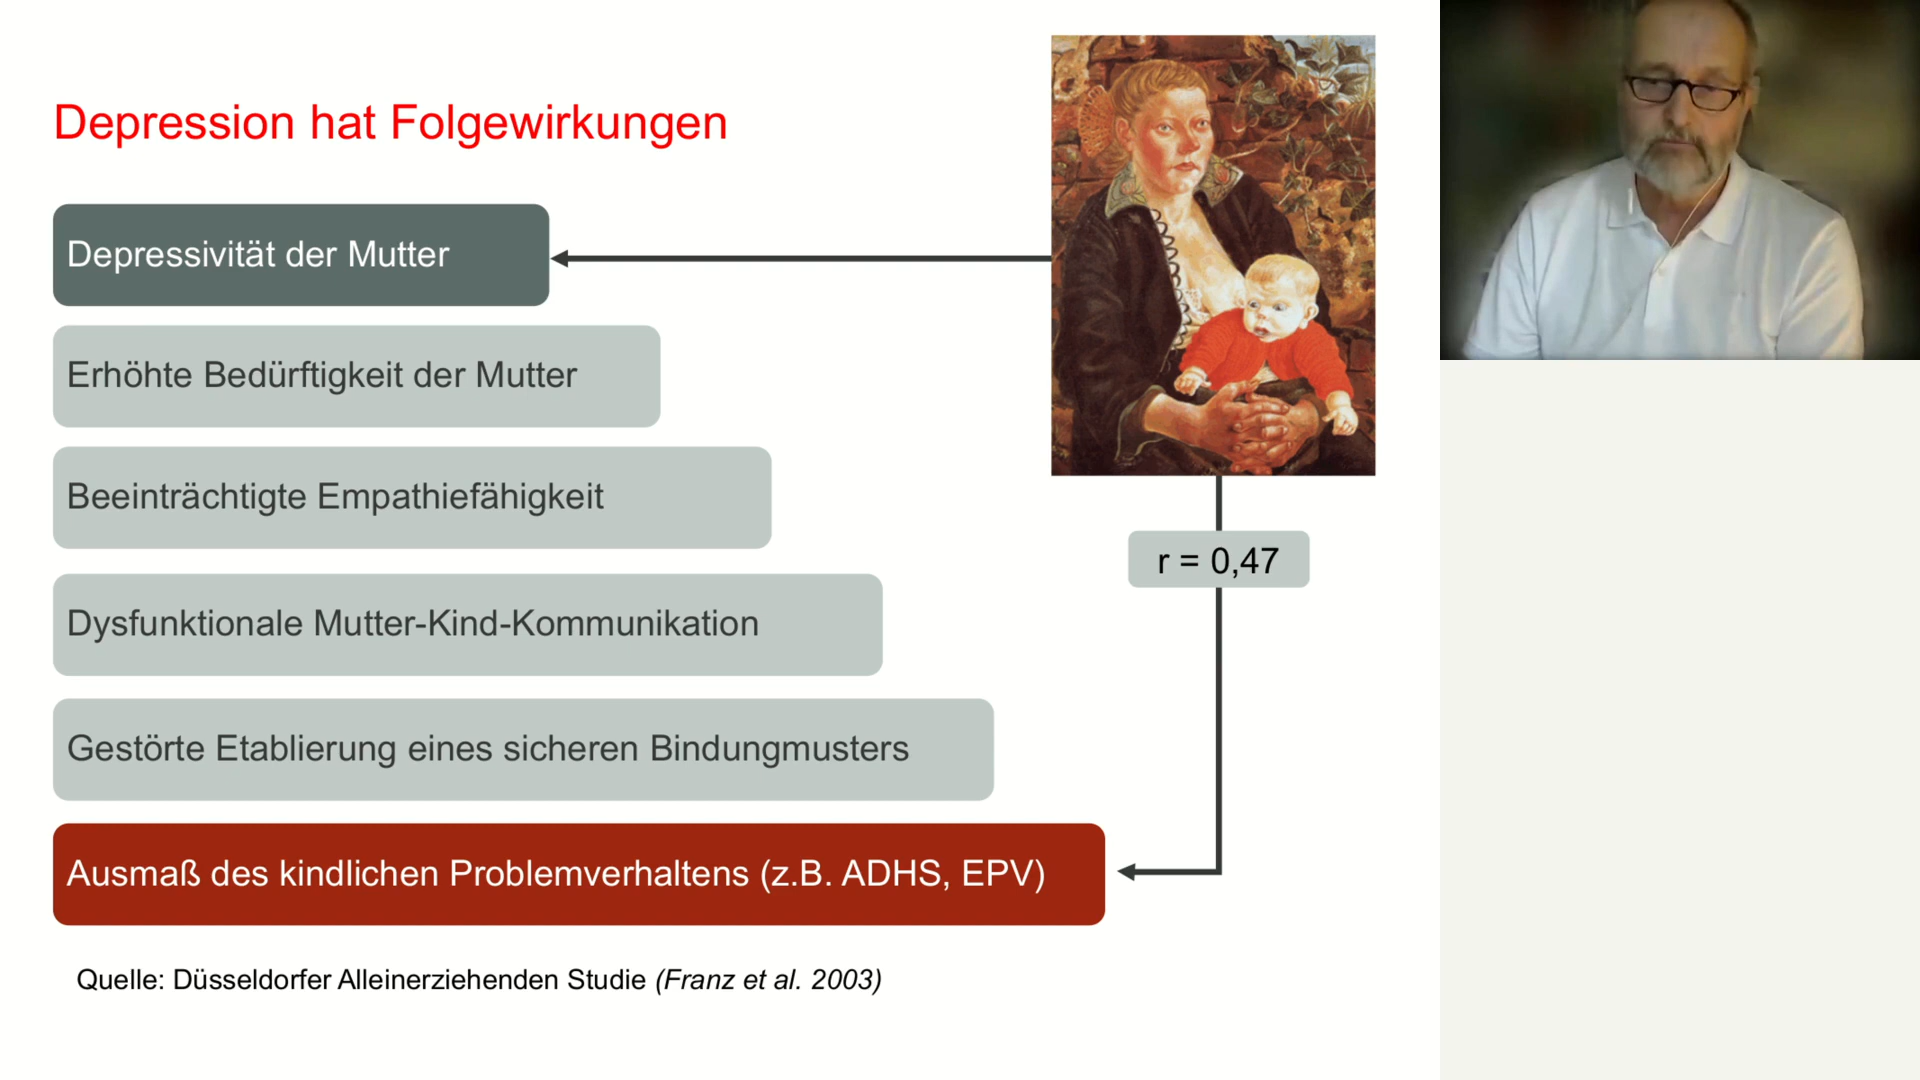 Depression hat Folgewirkungen
Depressivität der Mutter
Erhöhte Bedürftigkeit der Mutter
Beeinträchtigte Empathiefähigkeit
r = 0,47
Dysfunktionale Mutter-Kind-Kommunikation
Gestörte Etablierung eines sicheren Bindungmusters
Ausmaß des kindlichen Problemverhaltens (z.B. ADHS, EPV)
Quelle: Düsseldorfer Alleinerziehenden Studie (Franz et al. 2003)